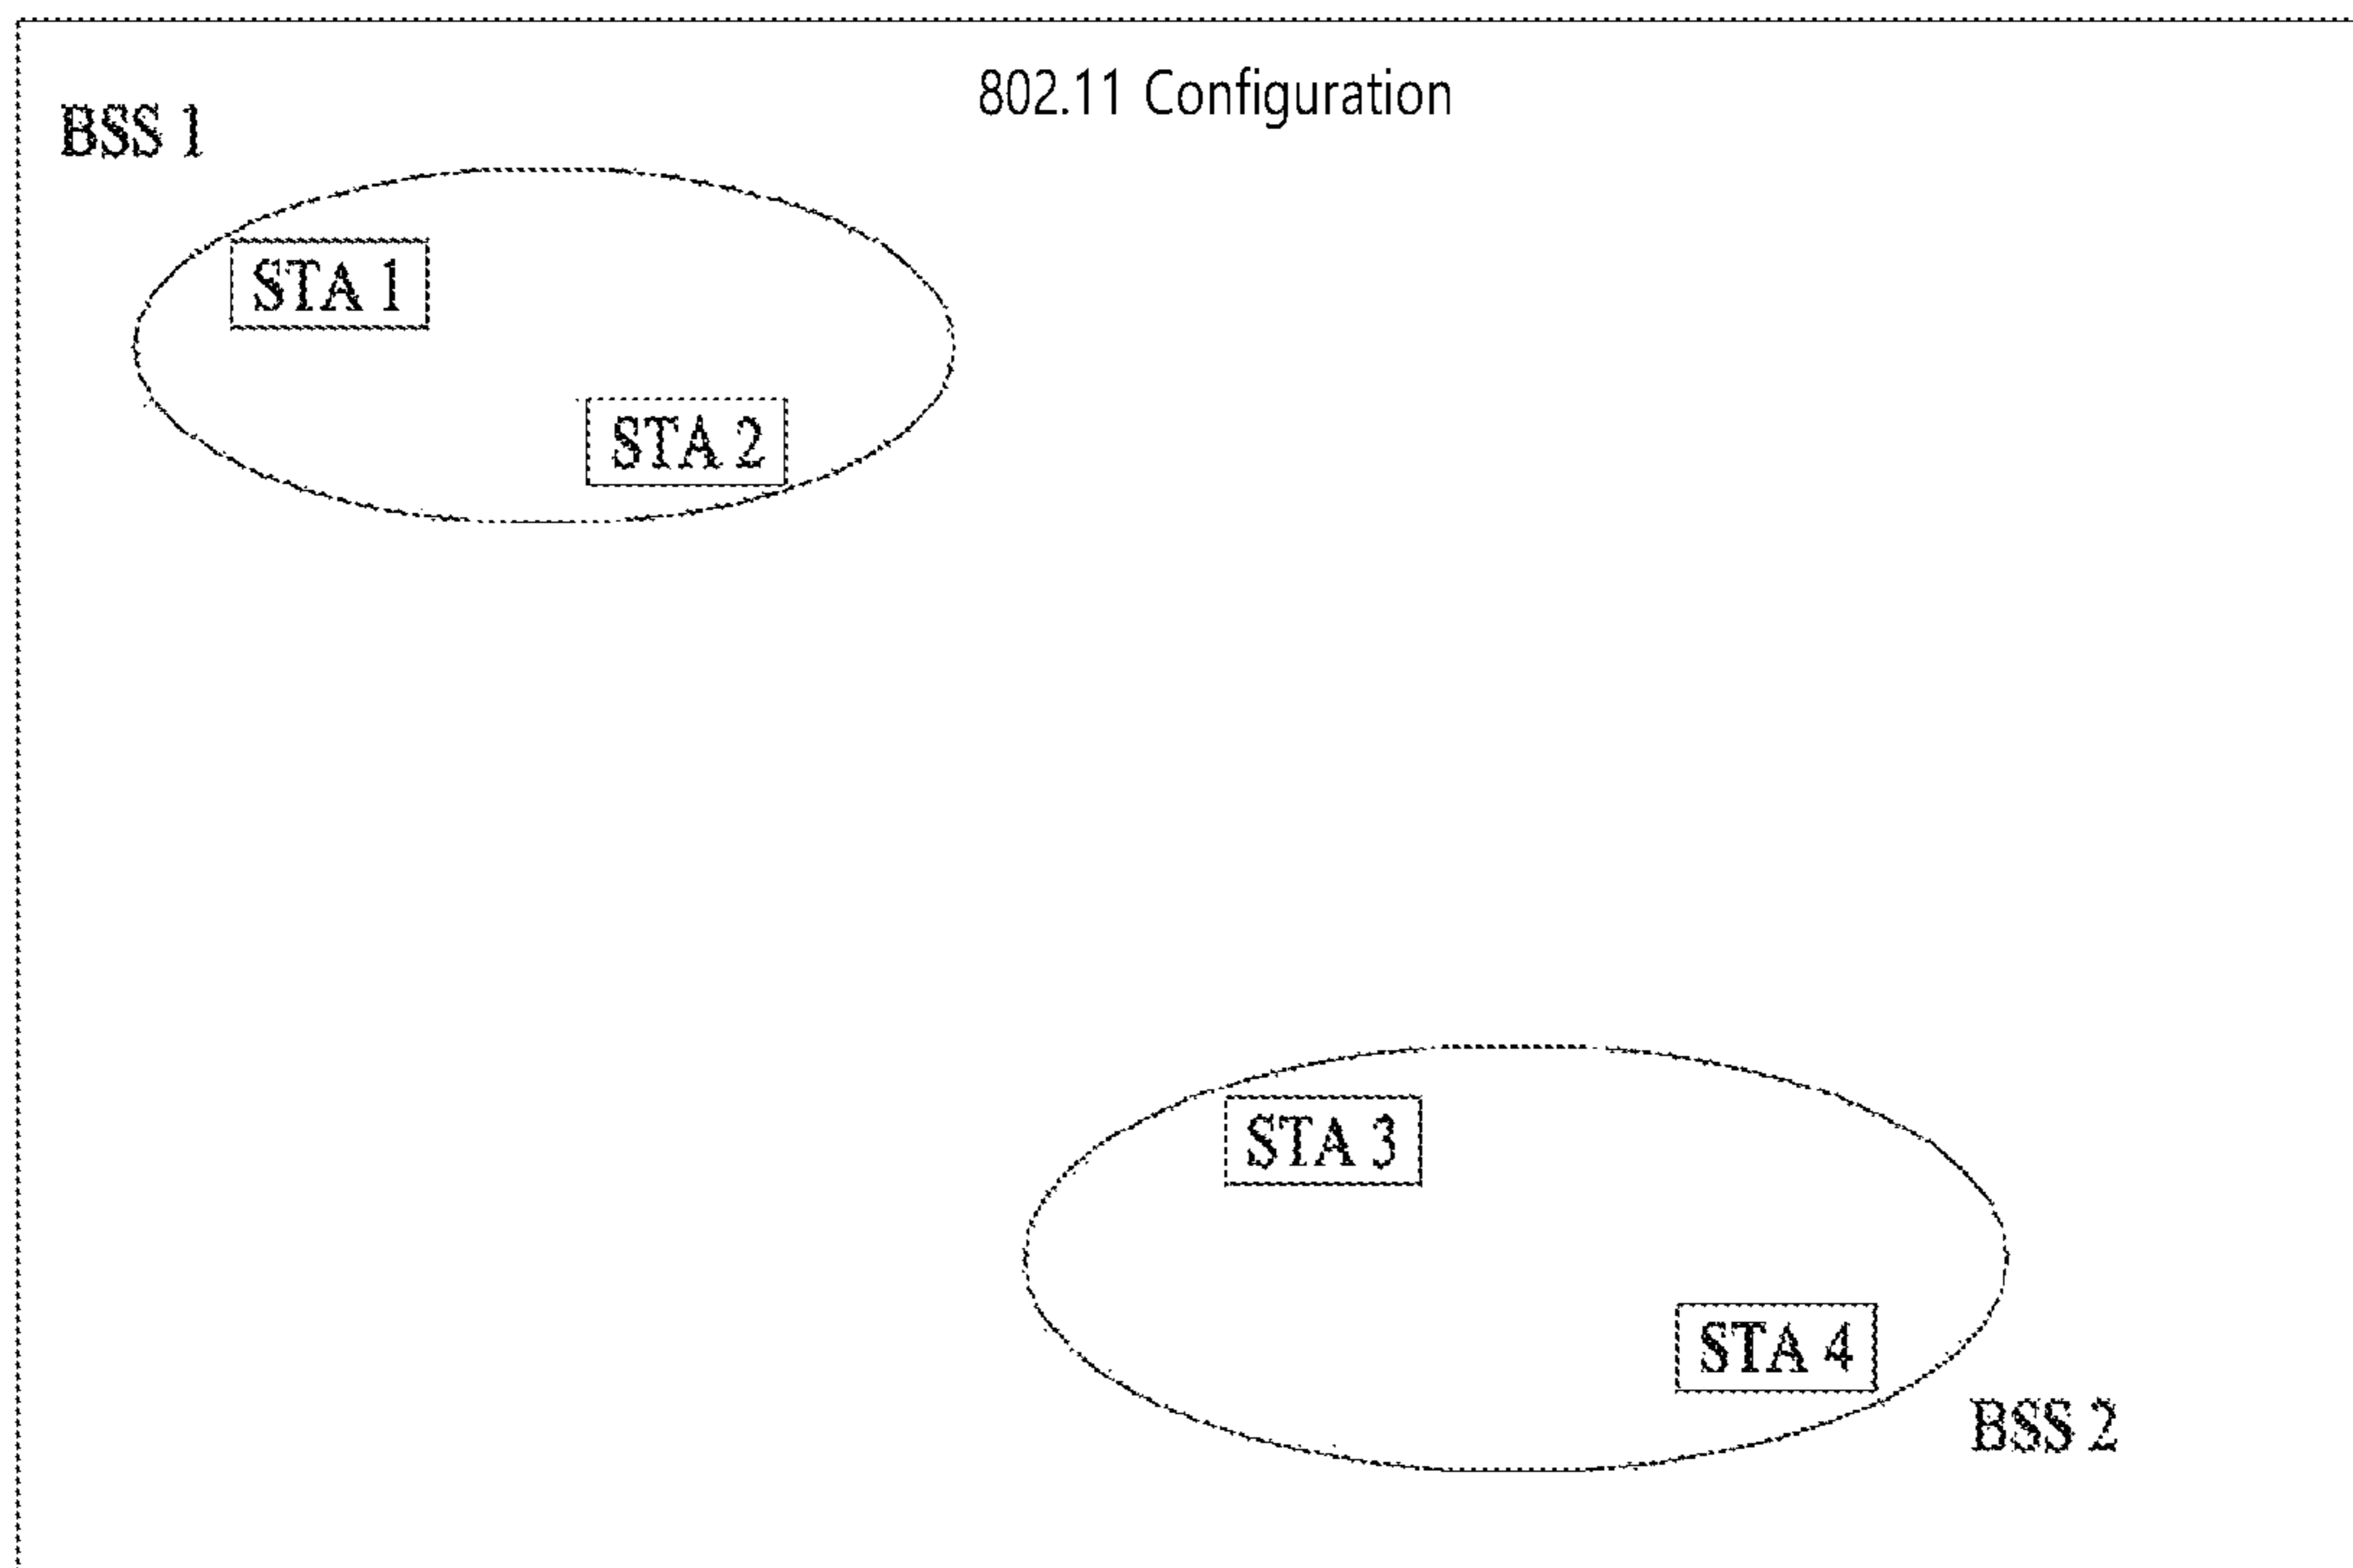 802.11 Configuration
BSS 1
STA 1
STA 2
STA 3
STA 4
BSS 2